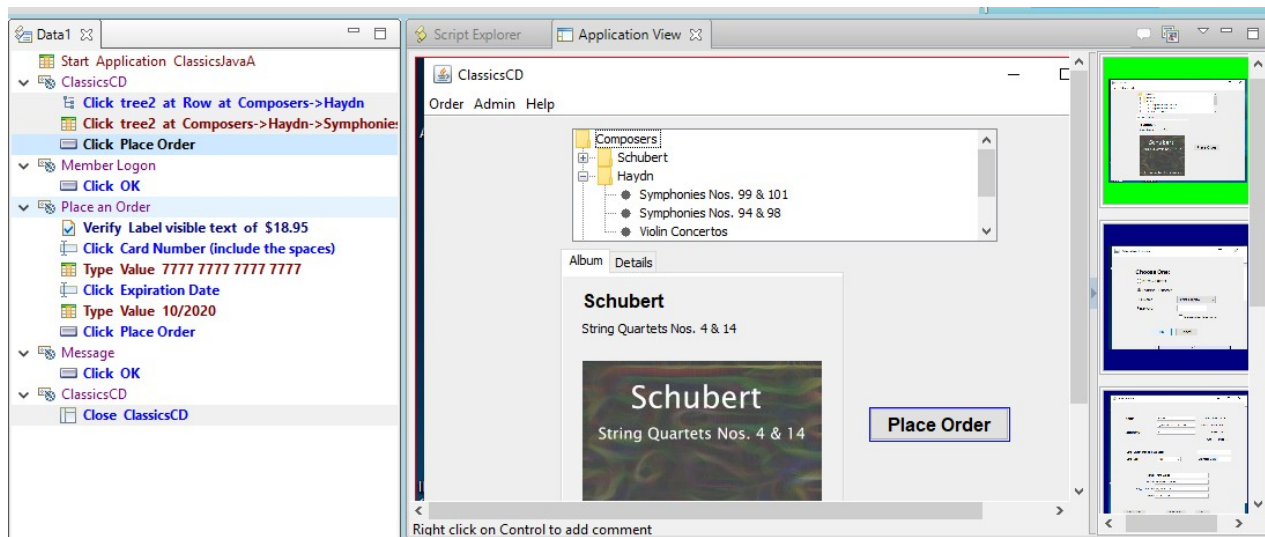 Data1
Start Application ClassicsJavaA
ClassicsCD
Click tree2 at Row at Composers->Haydn
Click tree2 at Composers->Haydn->Symphonies
Click Place Order
Member Logon
Click OK
Place an Order
Verify Label visible text of $18.95
Click Card Number (include the spaces)
Type Value 7777 7777 7777 7777
Click Expiration Date
Type Value 10/2020
Click Place Order
Message
Click OK
ClassicsCD
Close ClassicsCD
Script Explorer
Application View
ClassicsCD
Order Admin Help
Composers
Schubert
Haydn
Symphonies Nos. 99 & 101
Symphonies Nos. 94 & 98
Violin Concertos
Album Details
Schubert
String Quartets Nos. 4 & 14
Schubert
String Quartets Nos. 4 & 14
Place Order
Right click on Control to add comment
Choose One: